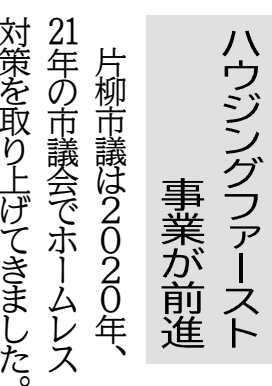 ハウジングファースト
事業が前進
片柳市議は2020年、
21年の市議会でホームレス
対策を取り上げてきました。